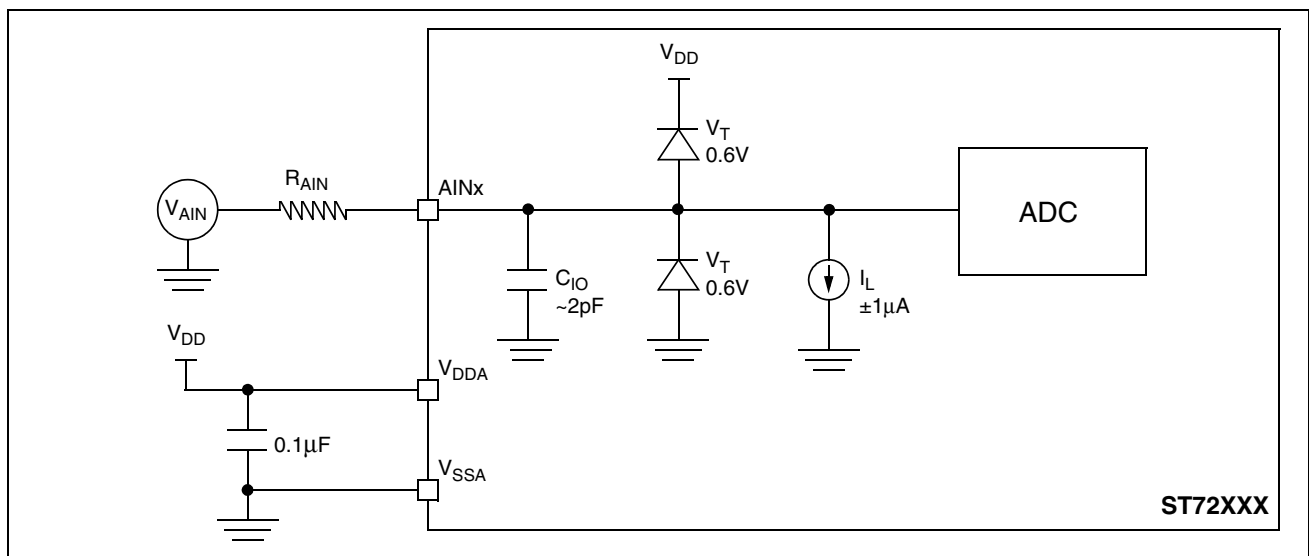 V_DD
V_T
0.6V
R_AIN
AINx
V_AIN
ADC
C_IO
~2pF
V_T
0.6V
I_L
±1μA
V_DD
V_DDA
0.1μF
V_SSA
ST72XXX